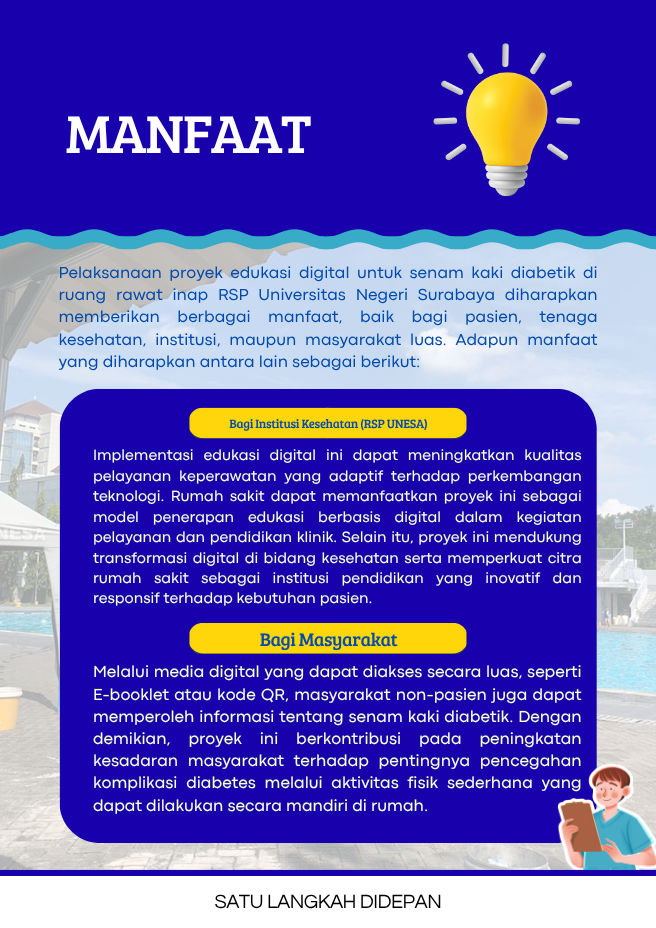 MANFAAT
Pelaksanaan proyek edukasi digital untuk senam kaki diabetik di
ruang rawat inap RSP Universitas Negeri Surabaya diharapkan
memberikan berbagai manfaat, baik bagi pasien, tenaga
kesehatan, institusi, maupun masyarakat luas. Adapun manfaat
yang diharapkan antara lain sebagai berikut:
Bagi Institusi Kesehatan (RSP UNESA)
Implementasi edukasi digital ini dapat meningkatkan kualitas
pelayanan keperawatan yang adaptif terhadap perkembangan
teknologi. Rumah sakit dapat memanfaatkan proyek ini sebagai
model penerapan edukasi berbasis digital dalam kegiatan
pelayanan dan pendidikan klinik. Selain itu, proyek ini mendukung
transformasi digital di bidang kesehatan serta memperkuat citra
rumah sakit sebagai institusi pendidikan yang inovatif dan
responsif terhadap kebutuhan pasien.
Bagi Masyarakat
Melalui media digital yang dapat diakses secara luas, seperti
E-booklet atau kode QR, masyarakat non-pasien juga dapat
memperoleh informasi tentang senam kaki diabetik. Dengan
demikian, proyek ini berkontribusi pada peningkatan
kesadaran masyarakat terhadap pentingnya pencegahan
komplikasi diabetes melalui aktivitas fisik sederhana yang
dapat dilakukan secara mandiri di rumah.
SATU LANGKAH DIDEPAN